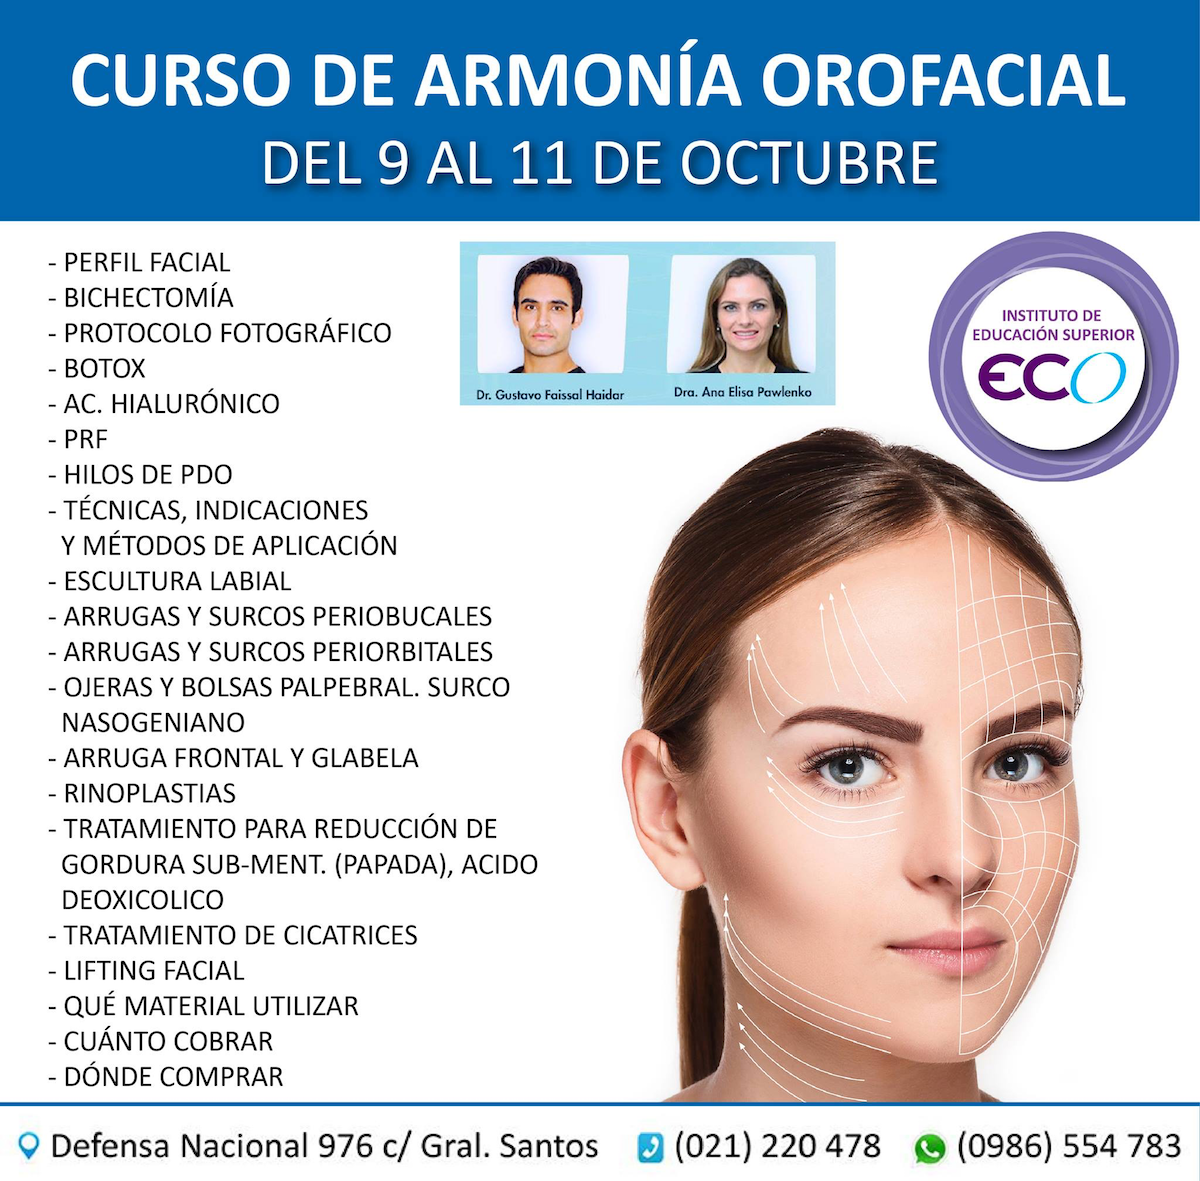 CURSO DE ARMONÍA OROFACIAL
DEL 9 AL 11 DE OCTUBRE
- PERFIL FACIAL
- BICHECTOMÍA
- PROTOCOLO FOTOGRÁFICO
- BOTOX
- AC. HIALURÓNICO
- PRF
- HILOS DE PDO
- TÉCNICAS, INDICACIONES
Y MÉTODOS DE APLICACIÓN
- ESCULTURA LABIAL
- ARRUGAS Y SURCOS PERIOBUCALES
- ARRUGAS Y SURCOS PERIORBITALES
- OJERAS Y BOLSAS PALPEBRAL. SURCO
NASOGENIANO
- ARRUGA FRONTAL Y GLABELA
- RINOPLASTIAS
- TRATAMIENTO PARA REDUCCIÓN DE
GORDURA SUB-MENT. (PAPADA), ACIDO
DEOXICOLICO
- TRATAMIENTO DE CICATRICES
- LIFTING FACIAL
- QUÉ MATERIAL UTILIZAR
- CUÁNTO COBRAR
- DÓNDE COMPRAR
Dr. Gustavo Faissal Haidar
Dra. Ana Elisa Pawlenko
INSTITUTO DE
EDUCACIÓN SUPERIOR
ECO
Defensa Nacional 976 c/ Gral. Santos
(021) 220 478
(0986) 554 783